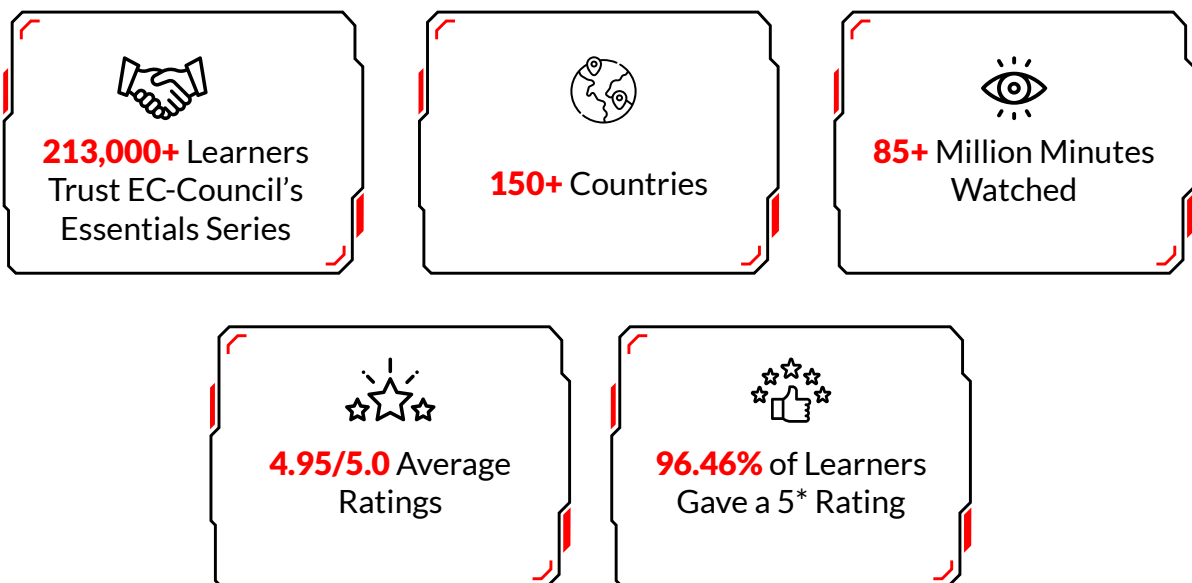 213,000+ Learners
Trust EC-Council’s
Essentials Series
150+ Countries
85+ Million Minutes
Watched
4.95/5.0 Average
Ratings
96.46% of Learners
Gave a 5* Rating